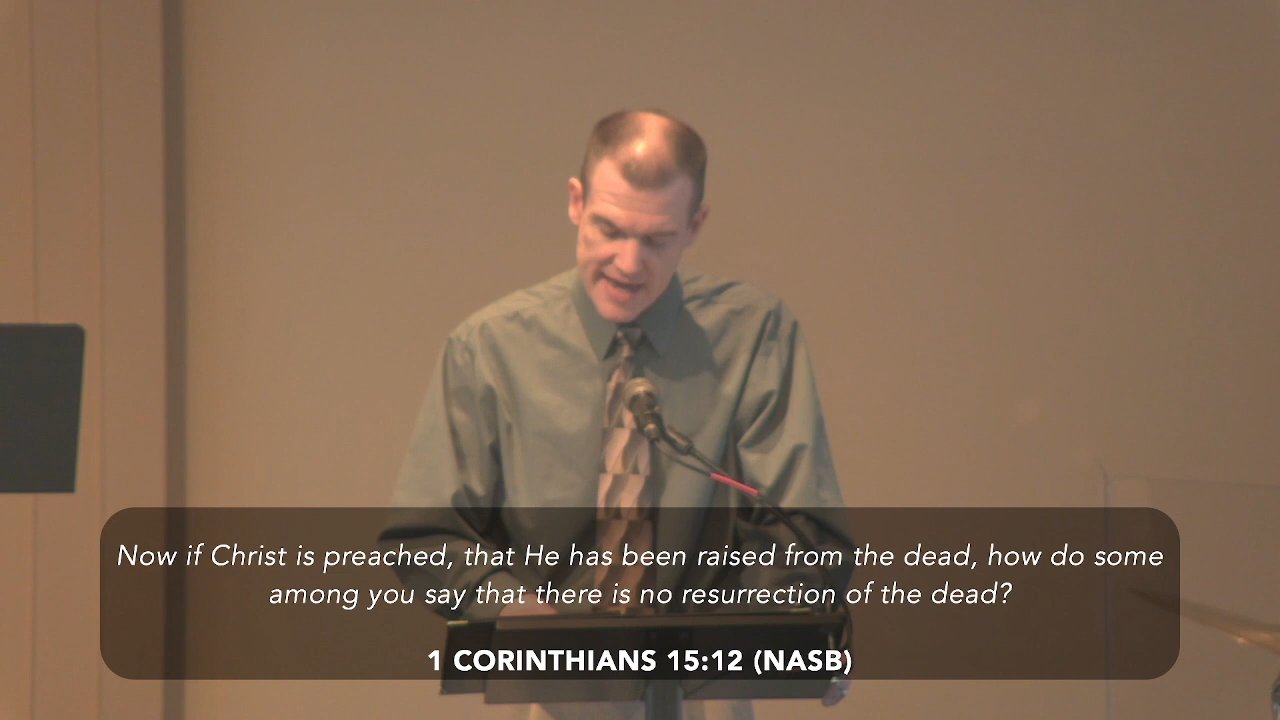 Now if Christ is preached, that He has been raised from the dead, how do some
among you say that there is no resurrection of the dead?
1 CORINTHIANS 15:12 (NASB)